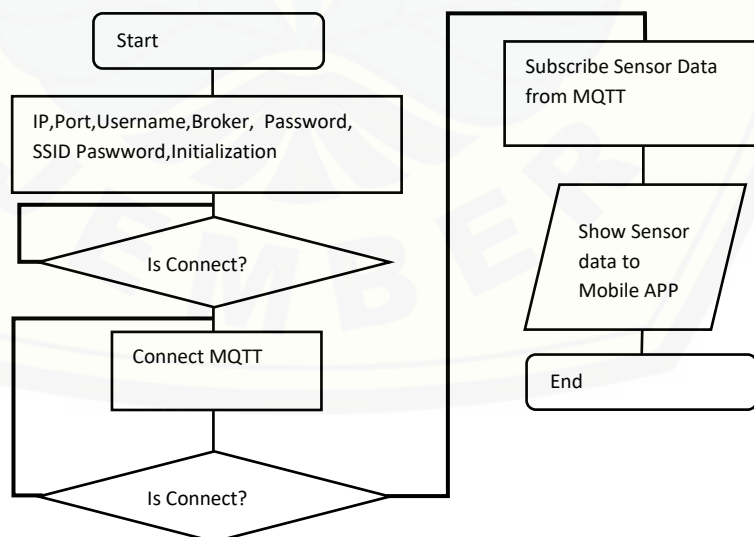 Start
IP,Port,Username,Broker, Password,
SSID Paswword,Initialization
Is Connect?
Connect MQTT
Is Connect?
Subscribe Sensor Data
from MQTT
Show Sensor
data to
Mobile APP
End